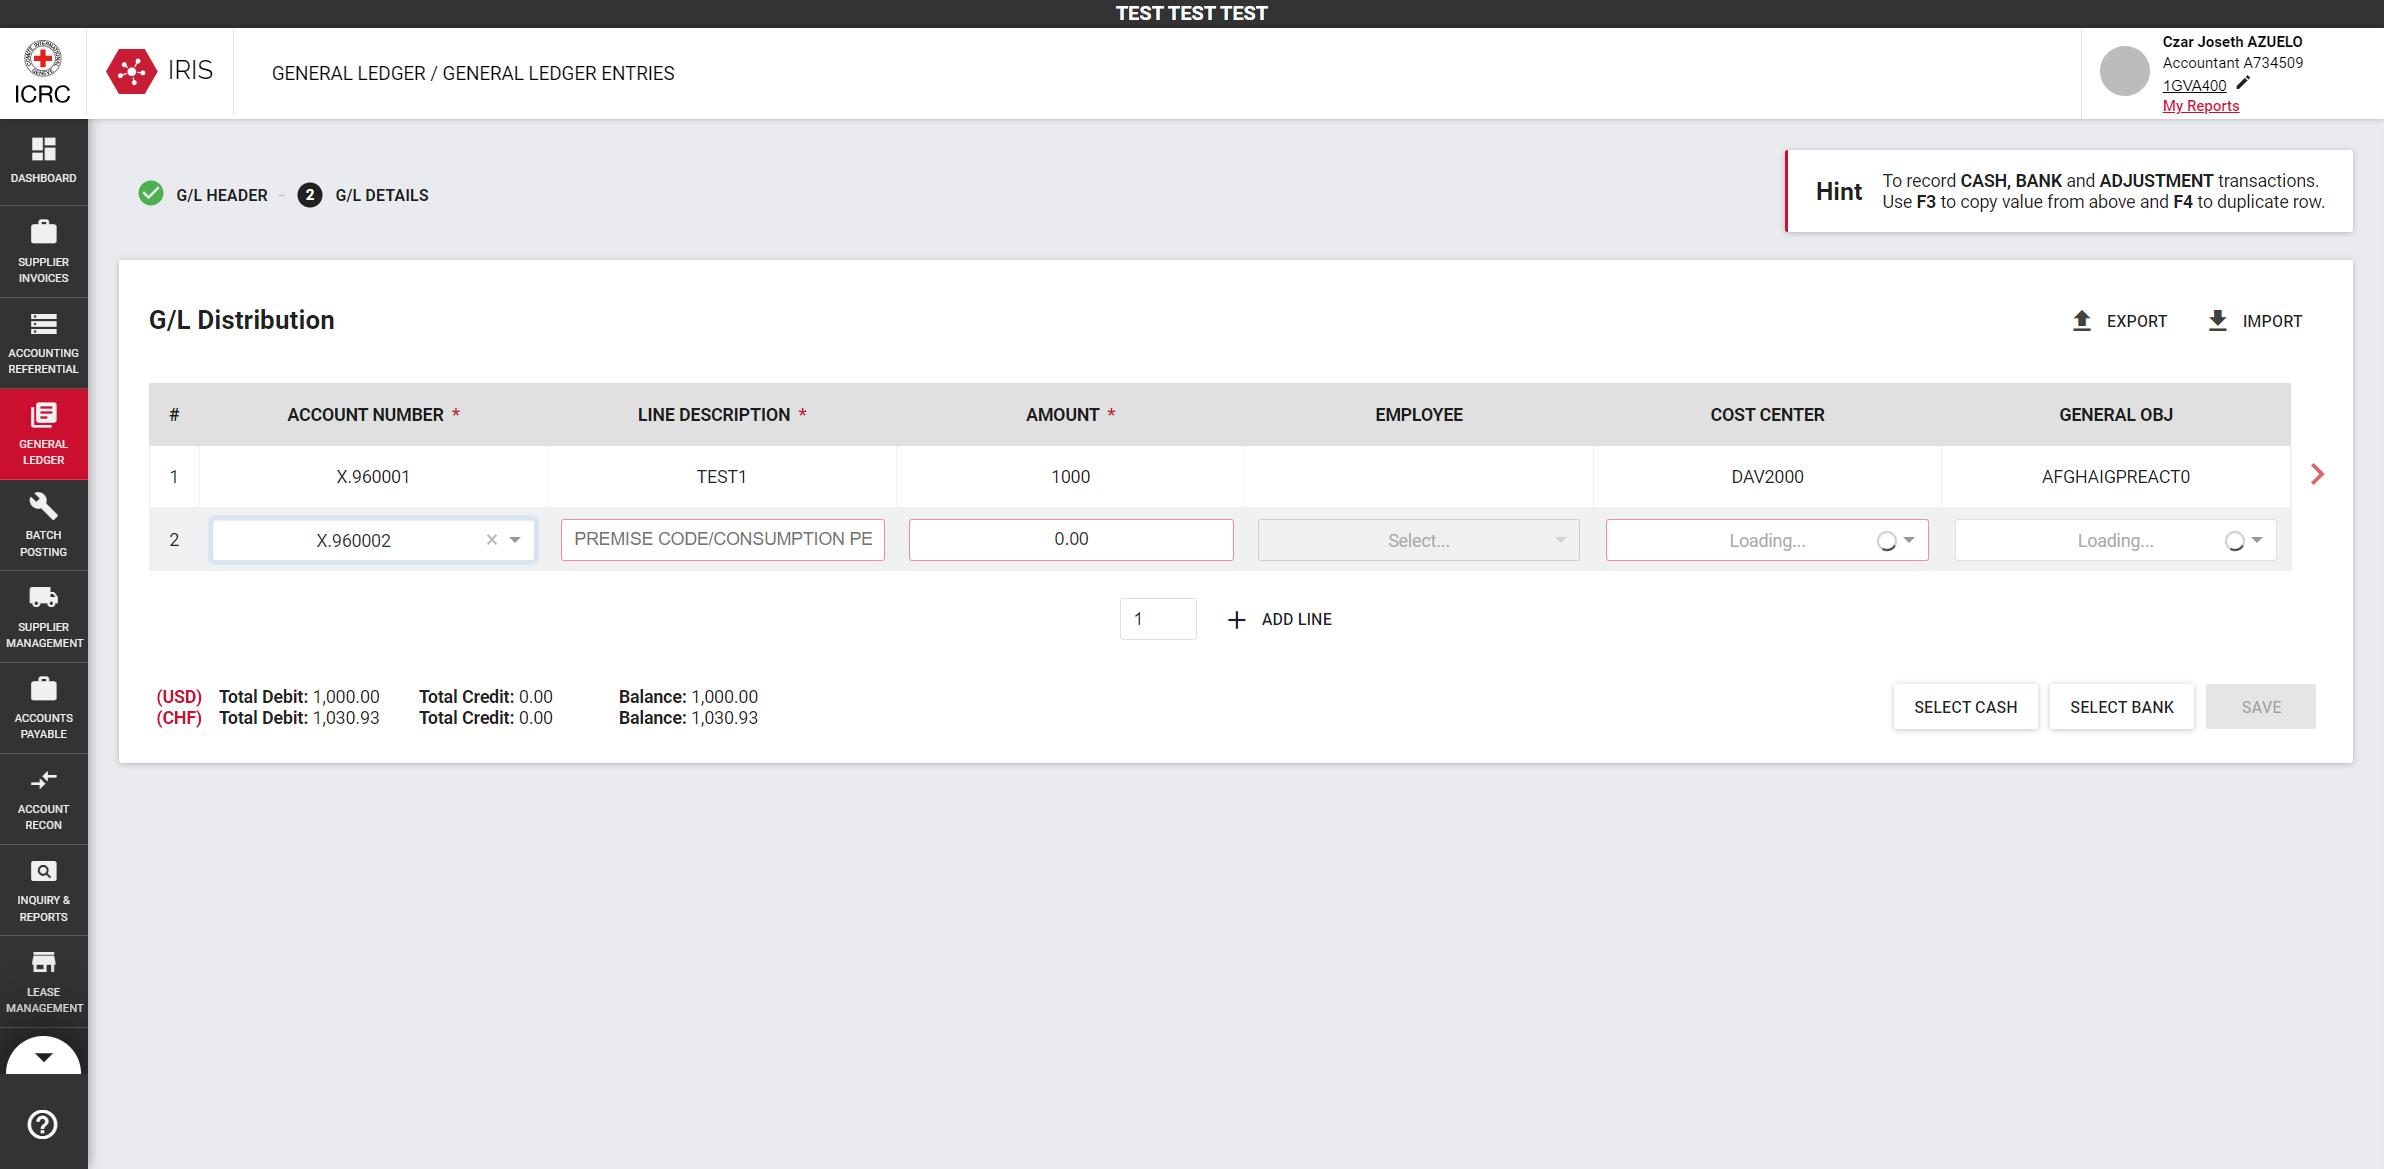 TEST TEST TEST
ICRC
IRIS
GENERAL LEDGER / GENERAL LEDGER ENTRIES
Czar Joseth AZUELO
Accountant A734509
1GVA400
My Reports
DASHBOARD
SUPPLIER
INVOICES
ACCOUNTING
REFERENTIAL
GENERAL
LEDGER
BATCH
POSTING
SUPPLIER
MANAGEMENT
ACCOUNTS
PAYABLE
ACCOUNT
RECON
INQUIRY &
REPORTS
LEASE
MANAGEMENT
G/L HEADER – 2 G/L DETAILS
Hint
To record CASH, BANK and ADJUSTMENT transactions.
Use F3 to copy value from above and F4 to duplicate row.
G/L Distribution
EXPORT IMPORT
# ACCOUNT NUMBER * LINE DESCRIPTION * AMOUNT * EMPLOYEE COST CENTER GENERAL OBJ
1 X.960001 TEST1 1000 DAV2000 AFGHAIGPREACT0
2 X.960002 PREMISE CODE/CONSUMPTION PE 0.00 Select... Loading... Loading...
1 ADD LINE
(USD) Total Debit: 1,000.00 Total Credit: 0.00 Balance: 1,000.00
(CHF) Total Debit: 1,030.93 Total Credit: 0.00 Balance: 1,030.93
SELECT CASH SELECT BANK SAVE